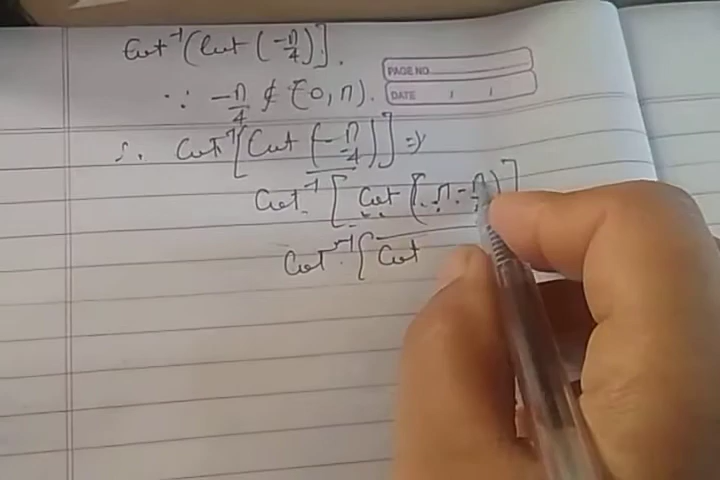 Cot⁻¹(Cot(-π/4)].
PAGE NO.
∵ -π/4 ∉ (0, π).
DATE / /
∴ Cot⁻¹[Cot(-π/4)] ⇒
Cot⁻¹[Cot(π-π/4)]
Cot⁻¹[Cot